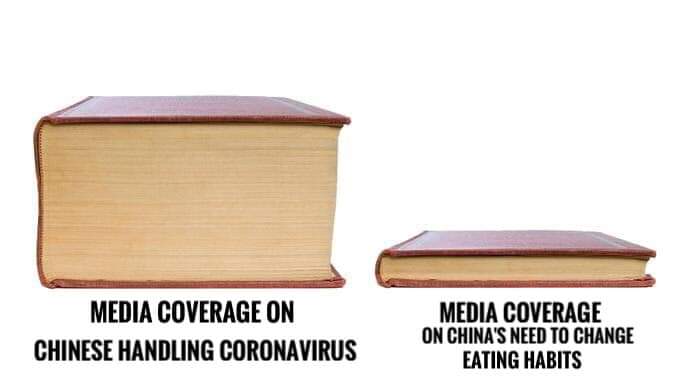 MEDIA COVERAGE ON
CHINESE HANDLING CORONAVIRUS
MEDIA COVERAGE
ON CHINA'S NEED TO CHANGE
EATING HABITS